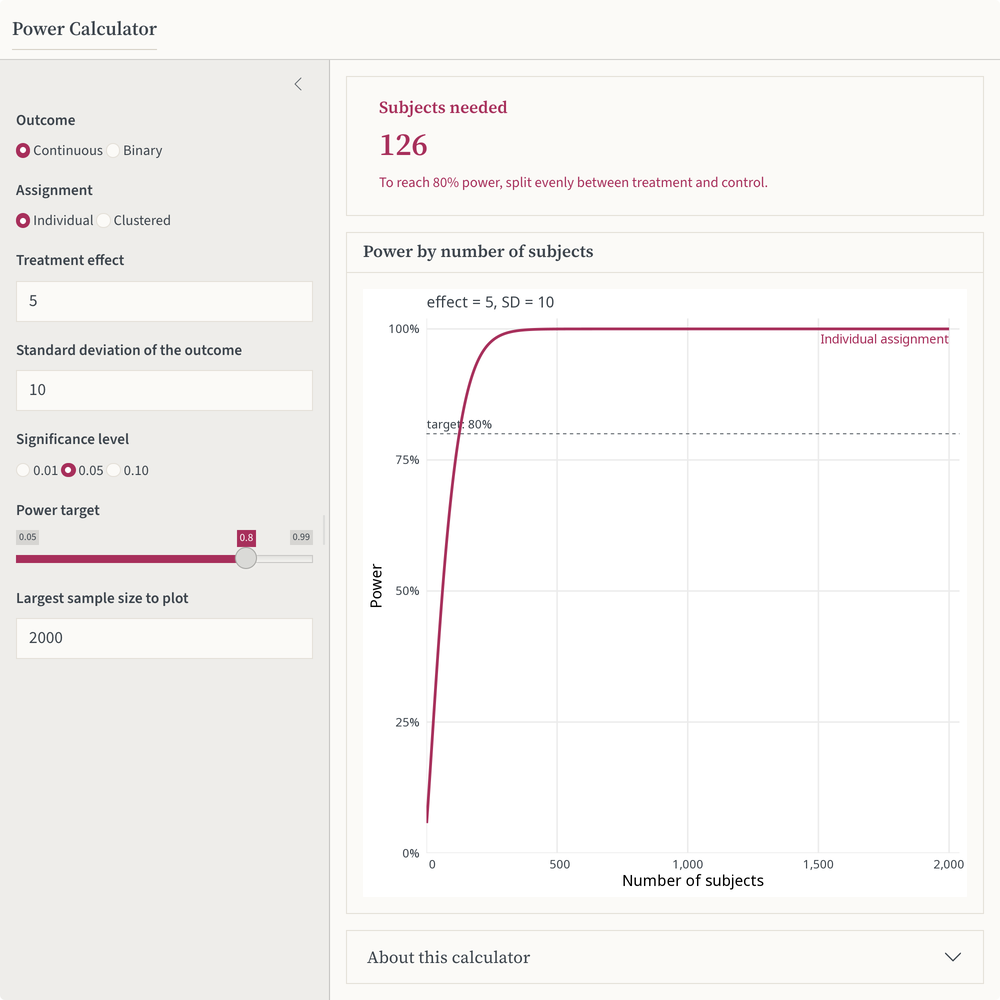 Power Calculator
Outcome
Continuous Binary
Assignment
Individual Clustered
Treatment effect
5
Standard deviation of the outcome
10
Significance level
0.01 0.05 0.10
Power target
0.05 0.8 0.99
Largest sample size to plot
2000
Subjects needed
126
To reach 80% power, split evenly between treatment and control.
Power by number of subjects
effect = 5, SD = 10
100%
Individual assignment
target: 80%
75%
50%
25%
0%
Power
0 500 1,000 1,500 2,000
Number of subjects
About this calculator